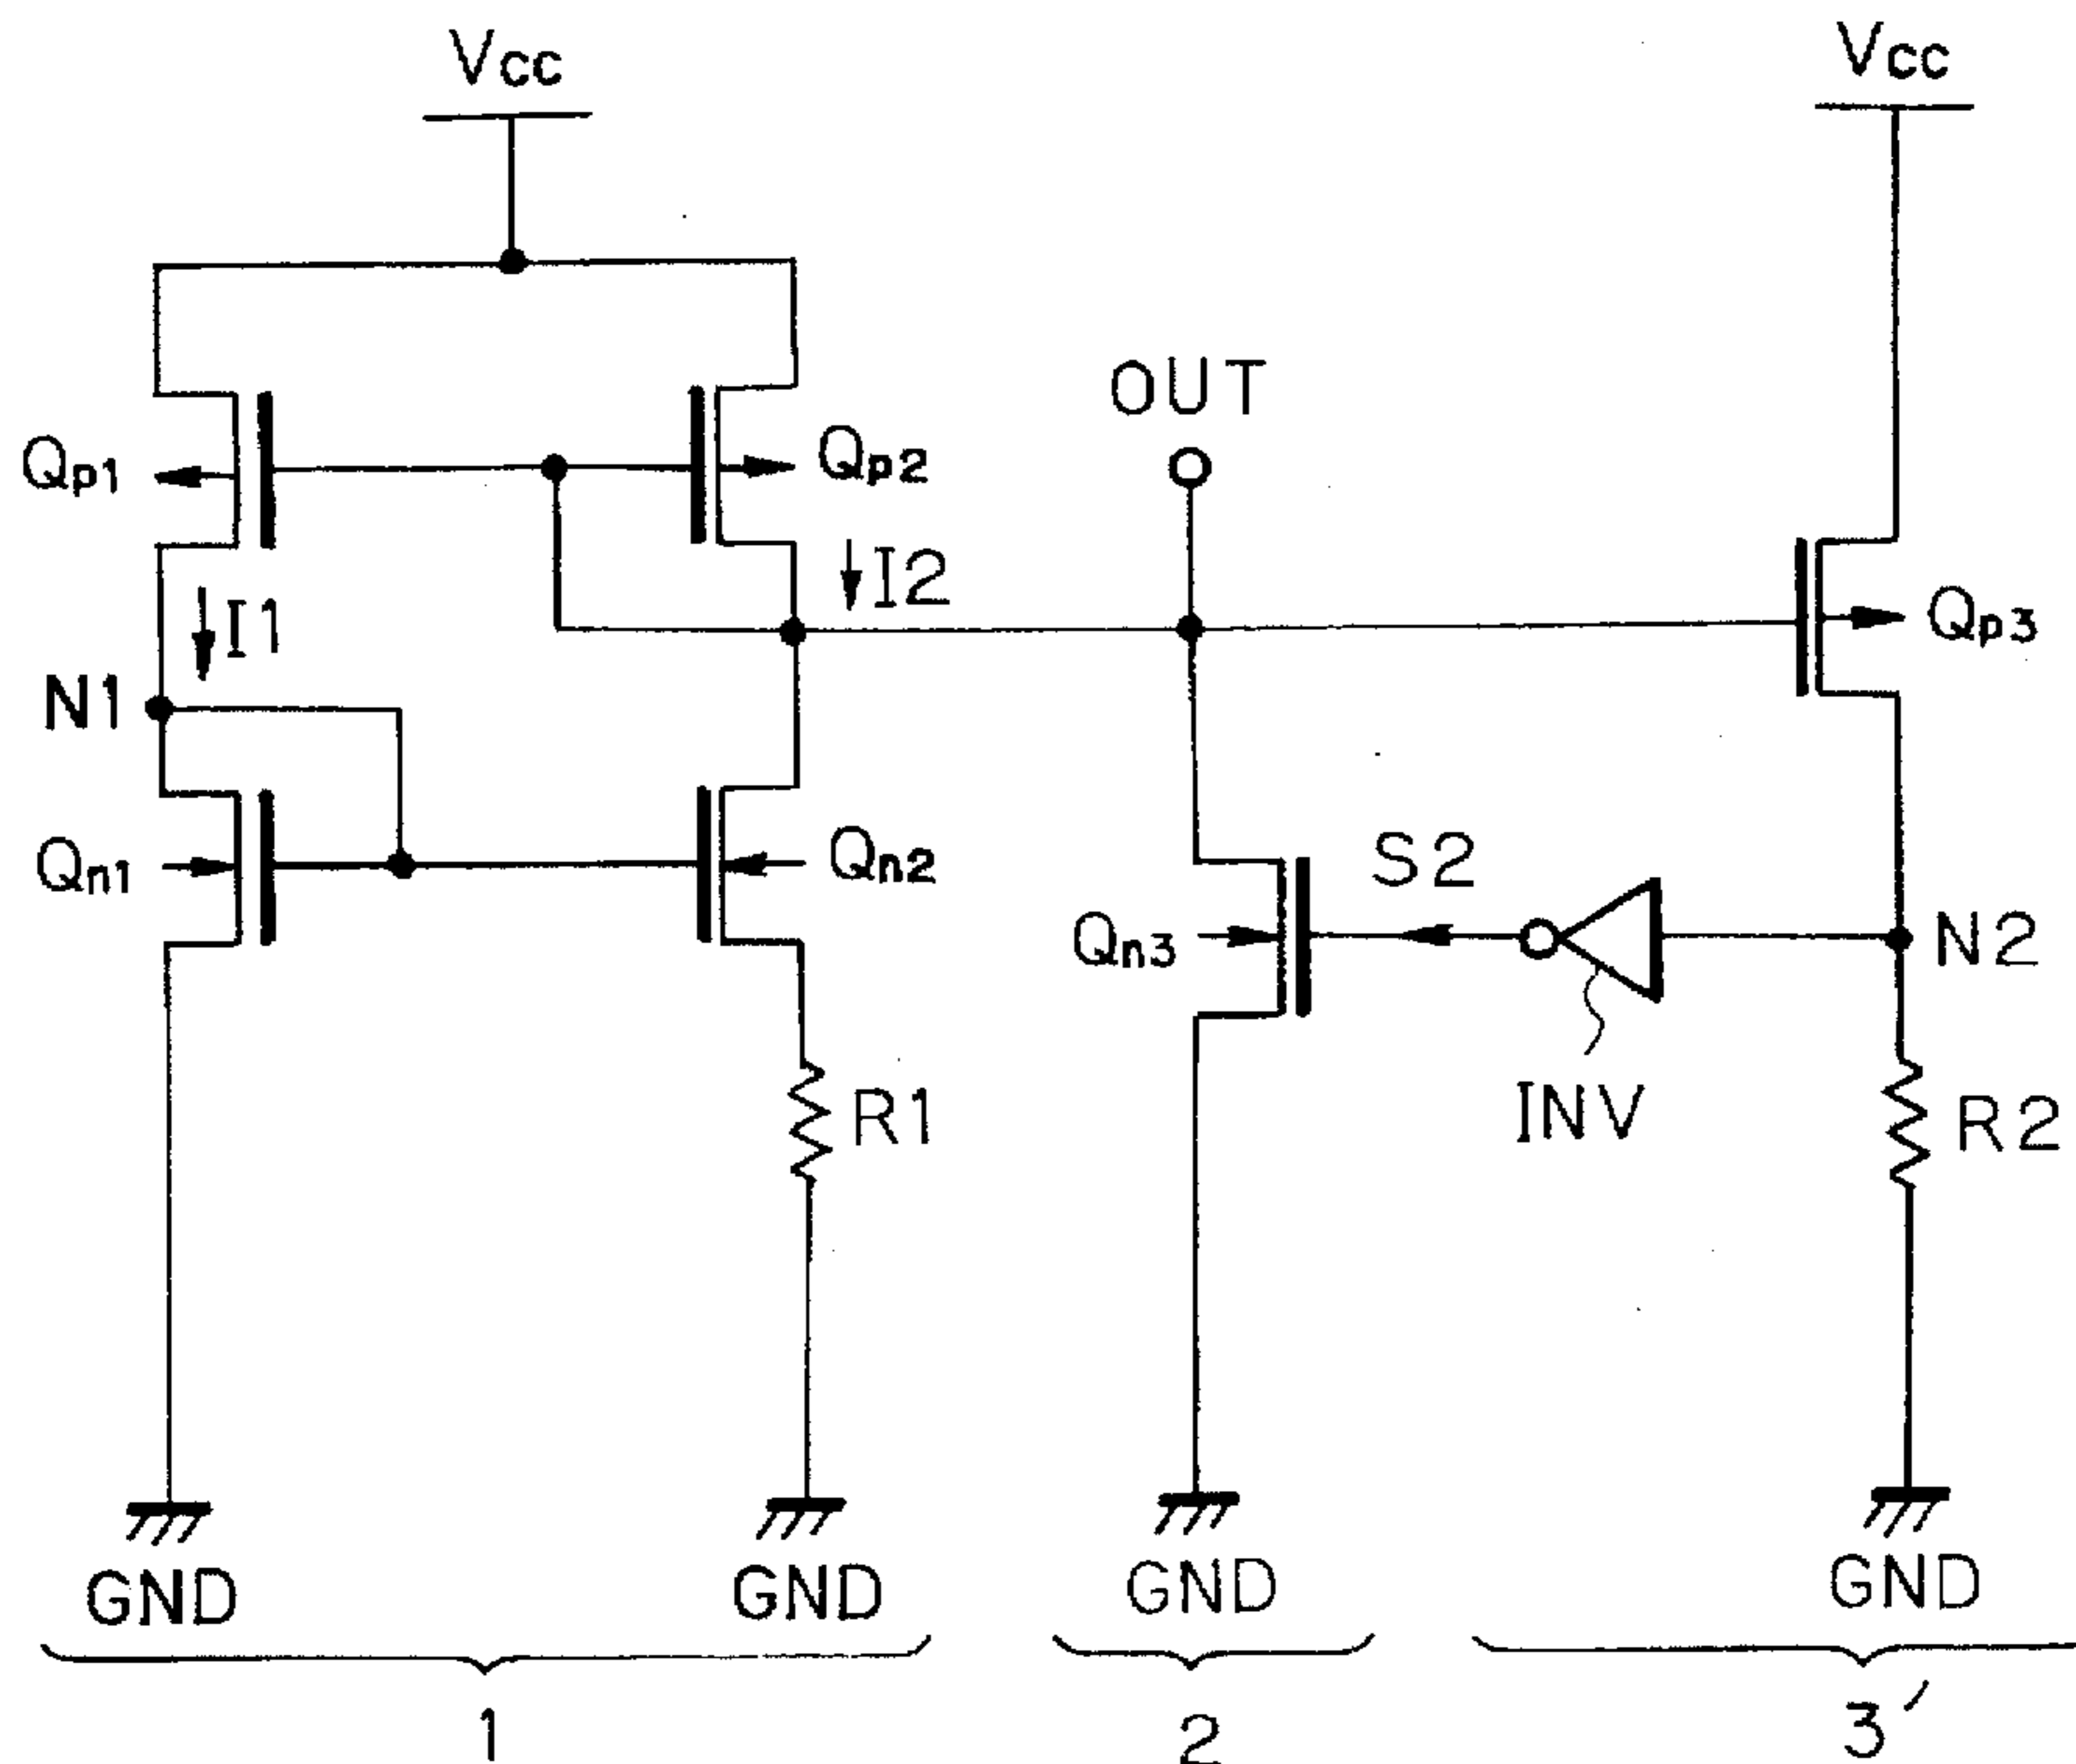 Vcc
Vcc
OUT
Qp1
Qp2
I2
Qp3
I1
N1
Qn1
Qn2
S2
Qn3
N2
R1
INV
R2
GND
GND
GND
GND
1
2
3'